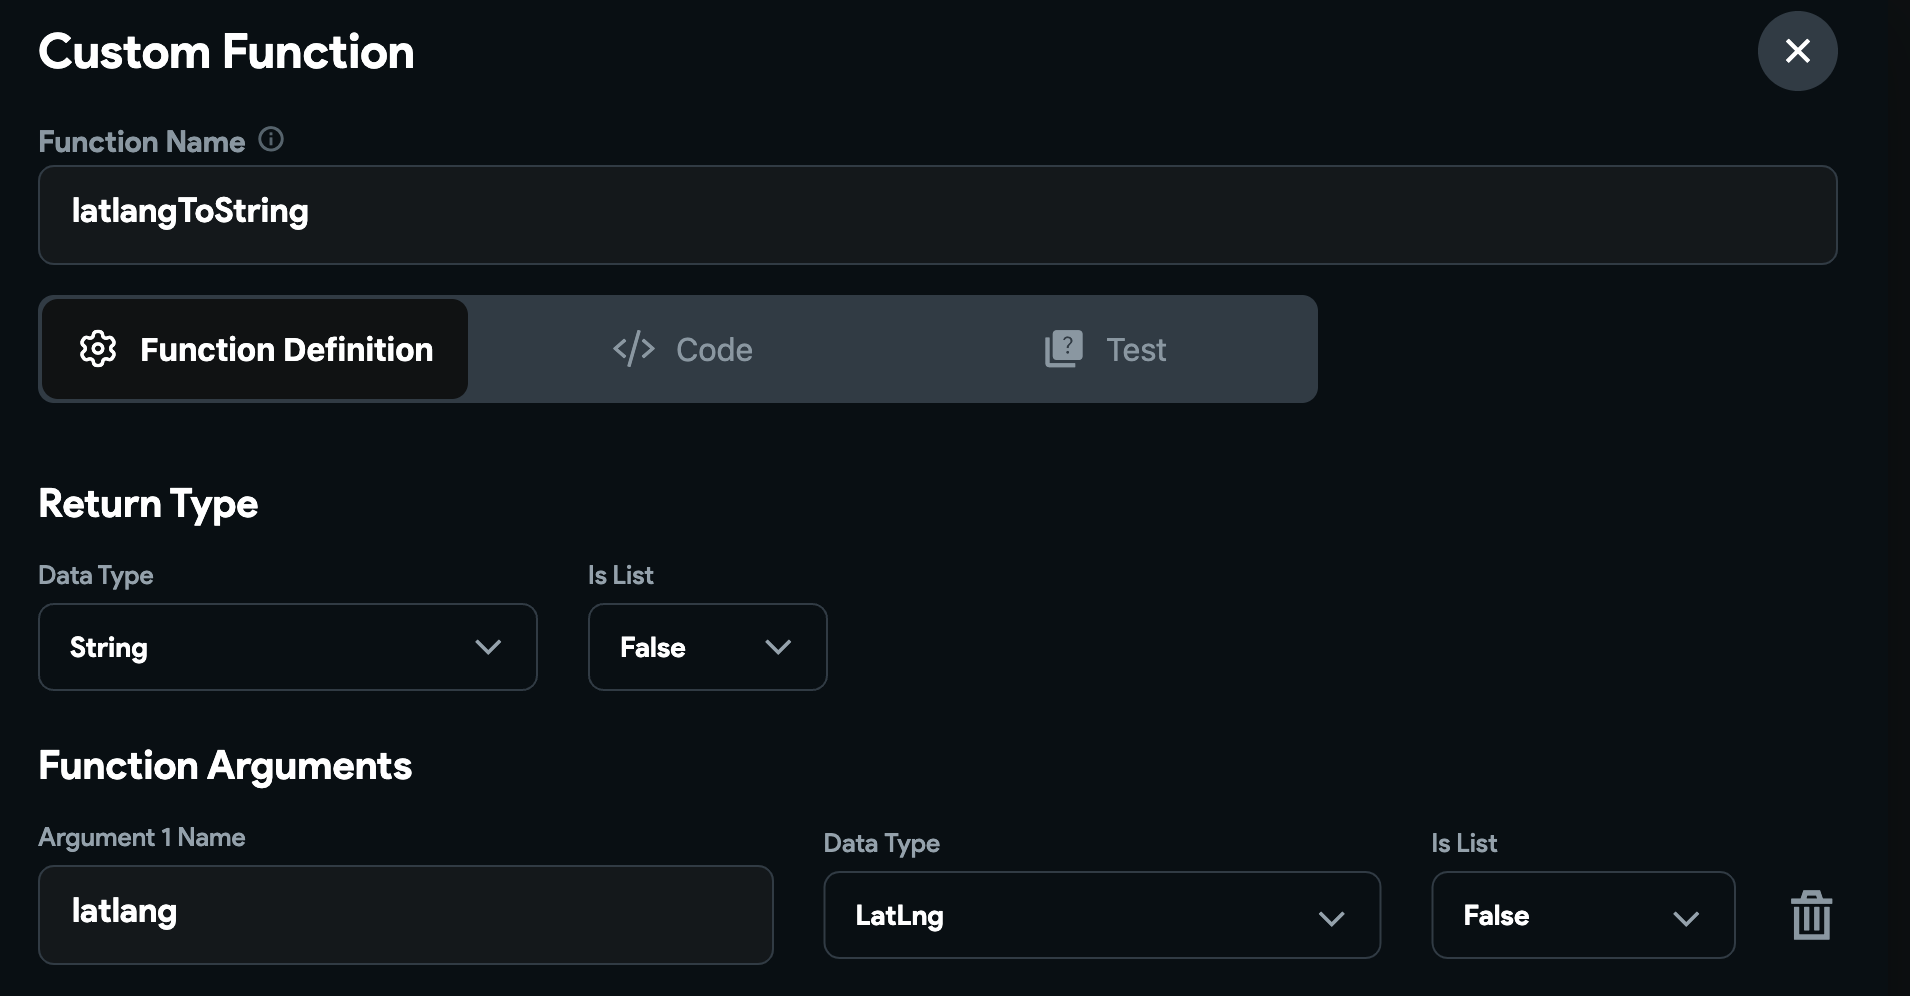 Custom Function
Function Name
latlangToString
Function Definition
Code
Test
Return Type
Data Type
Is List
String
False
Function Arguments
Argument 1 Name
Data Type
Is List
latlang
LatLng
False